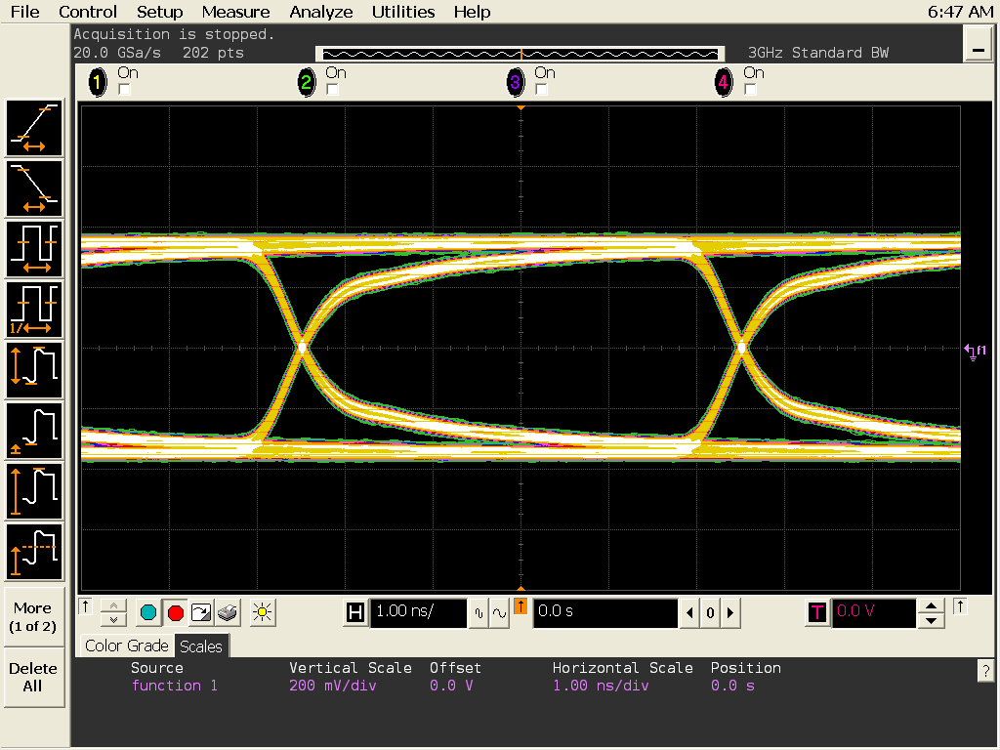 File Control Setup Measure Analyze Utilities Help 6:47 AM
Acquisition is stopped.
20.0 GSa/s 202 pts 3GHz Standard BW
1 On 2 On 3 On 4 On
1/
f1
H 1.00 ns/ 0.0 s 0 T 0.0 V
More
(1 of 2)
Delete
All
Color Grade Scales
Source Vertical Scale Offset Horizontal Scale Position ?
function 1 200 mV/div 0.0 V 1.00 ns/div 0.0 s